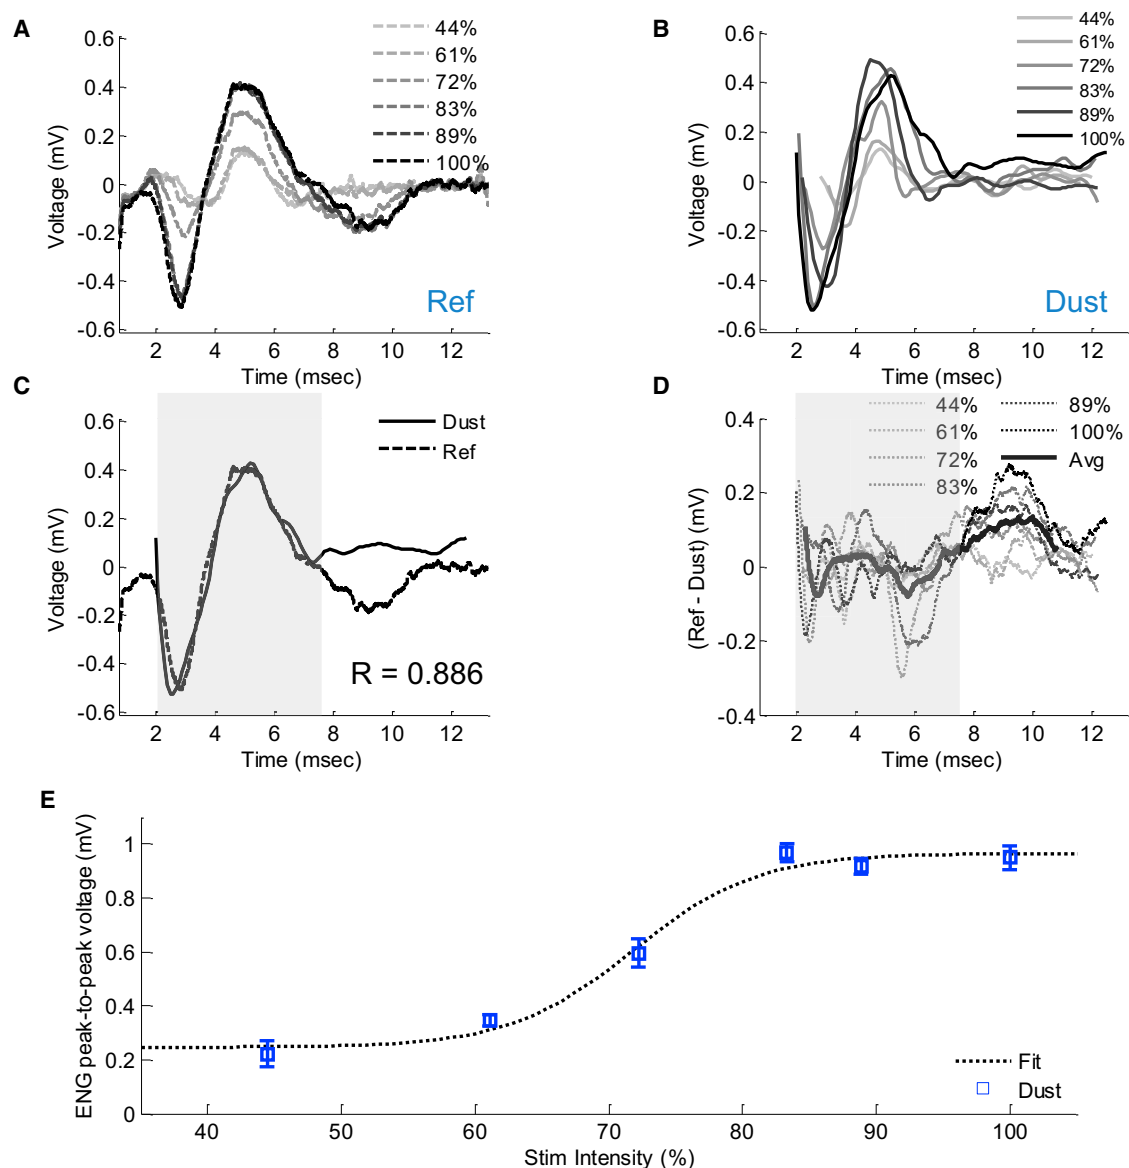 A
0.6
0.4
0.2
0
-0.2
-0.4
-0.6
Voltage (mV)
2 4 6 8 10 12
Time (msec)
44%
61%
72%
83%
89%
100%
Ref
B
0.6
0.4
0.2
0
-0.2
-0.4
-0.6
Voltage (mV)
2 4 6 8 10 12
Time (msec)
44%
61%
72%
83%
89%
100%
Dust
C
0.6
0.4
0.2
0
-0.2
-0.4
-0.6
Voltage (mV)
2 4 6 8 10 12
Time (msec)
Dust
Ref
R = 0.886
D
0.4
0.2
0
-0.2
-0.4
(Ref - Dust) (mV)
2 4 6 8 10 12
Time (msec)
44%
61%
72%
83%
89%
100%
Avg
E
1
0.8
0.6
0.4
0.2
0
ENG peak-to-peak voltage (mV)
40 50 60 70 80 90 100
Stim Intensity (%)
Fit
Dust